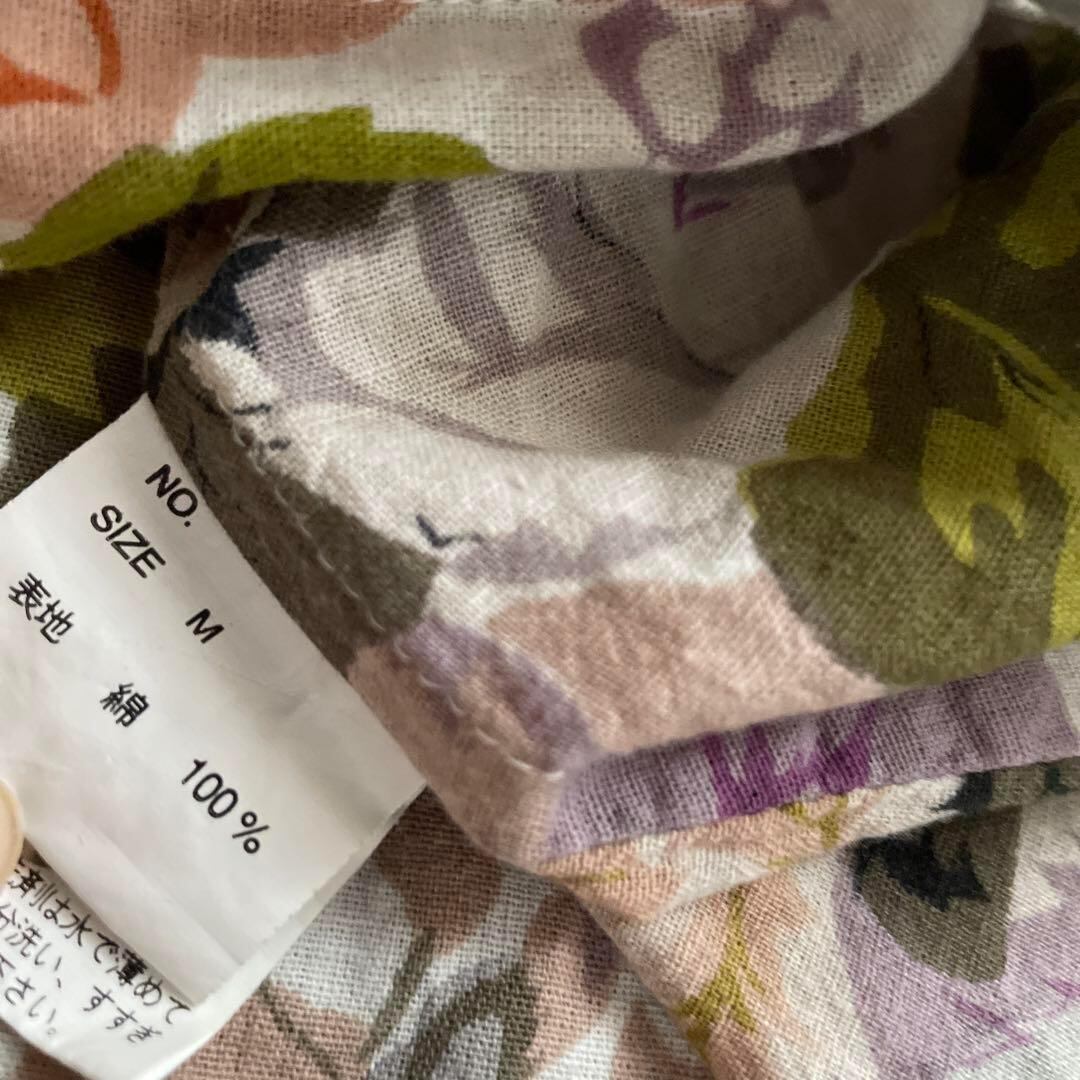 NO.
SIZE M
表地
綿 100%
剤は水で薄めて
分洗い、すすぎ
さい。